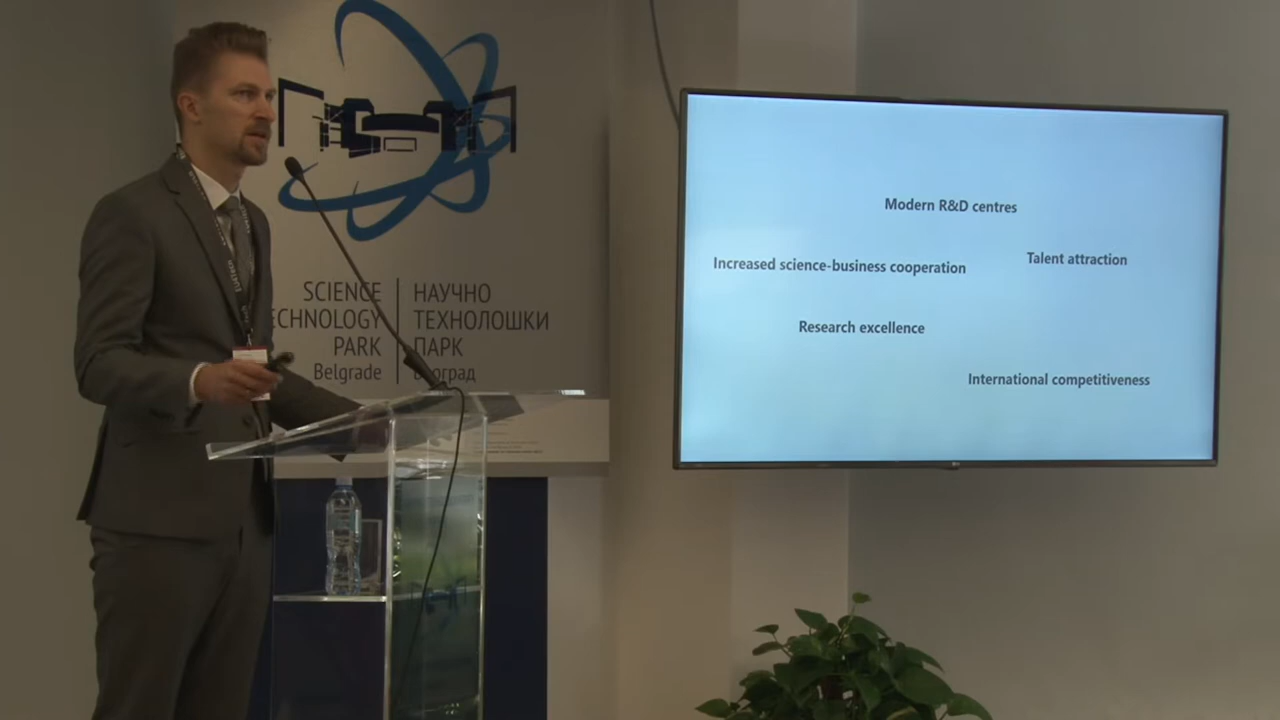 SCIENCE
ECHNOLOGY
PARK
Belgrade
НАУЧНО
ТЕХНОЛОШКИ
ПАРК
Београд
Modern R&D centres
Talent attraction
Increased science-business cooperation
Research excellence
International competitiveness